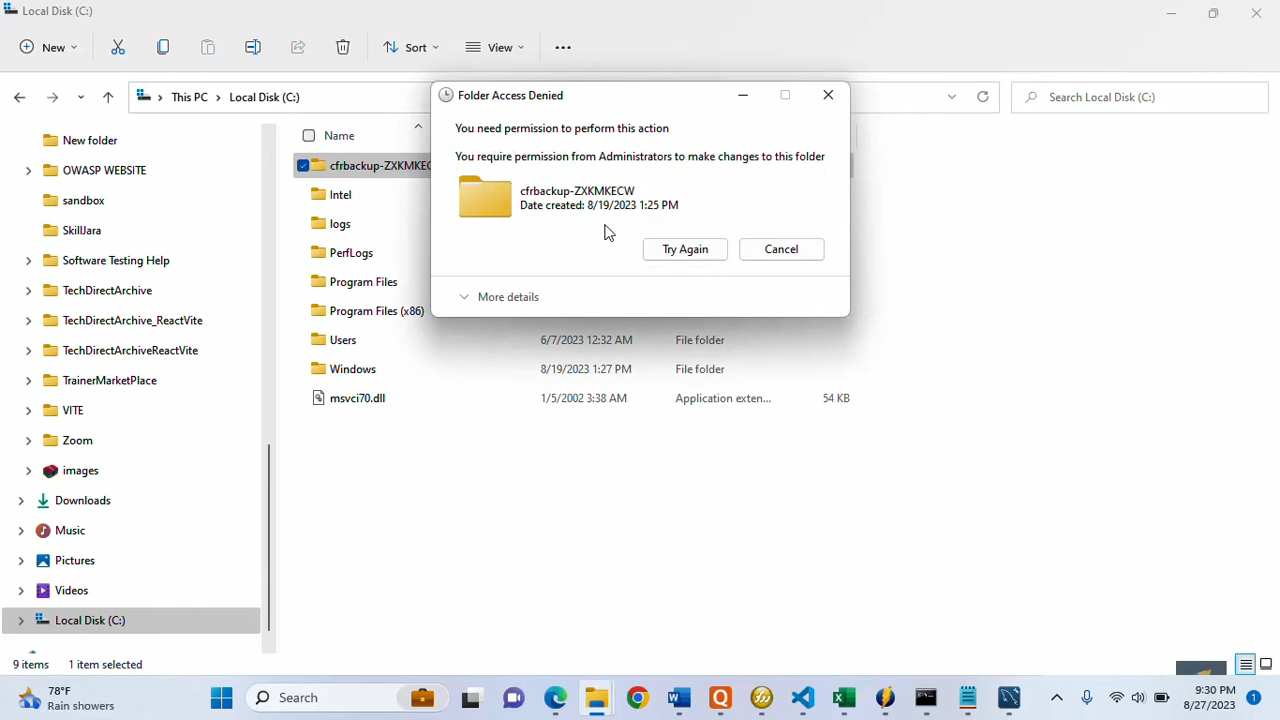 Local Disk (C:)
New
Sort
View
This PC > Local Disk (C:)
Search Local Disk (C:)
New folder
OWASP WEBSITE
sandbox
SkillJara
Software Testing Help
TechDirectArchive
TechDirectArchive_ReactVite
TechDirectArchiveReactVite
TrainerMarketPlace
VITE
Zoom
images
Downloads
Music
Pictures
Videos
Local Disk (C:)
Name
cfrbackup-ZXKMKEC
Intel
logs
PerfLogs
Program Files
Program Files (x86)
Users 6/7/2023 12:32 AM File folder
Windows 8/19/2023 1:27 PM File folder
msvci70.dll 1/5/2002 3:38 AM Application exten... 54 KB
Folder Access Denied
You need permission to perform this action
You require permission from Administrators to make changes to this folder
cfrbackup-ZXKMKECW
Date created: 8/19/2023 1:25 PM
Try Again
Cancel
More details
9 items
1 item selected
78°F
Rain showers
Search
9:30 PM
8/27/2023
1